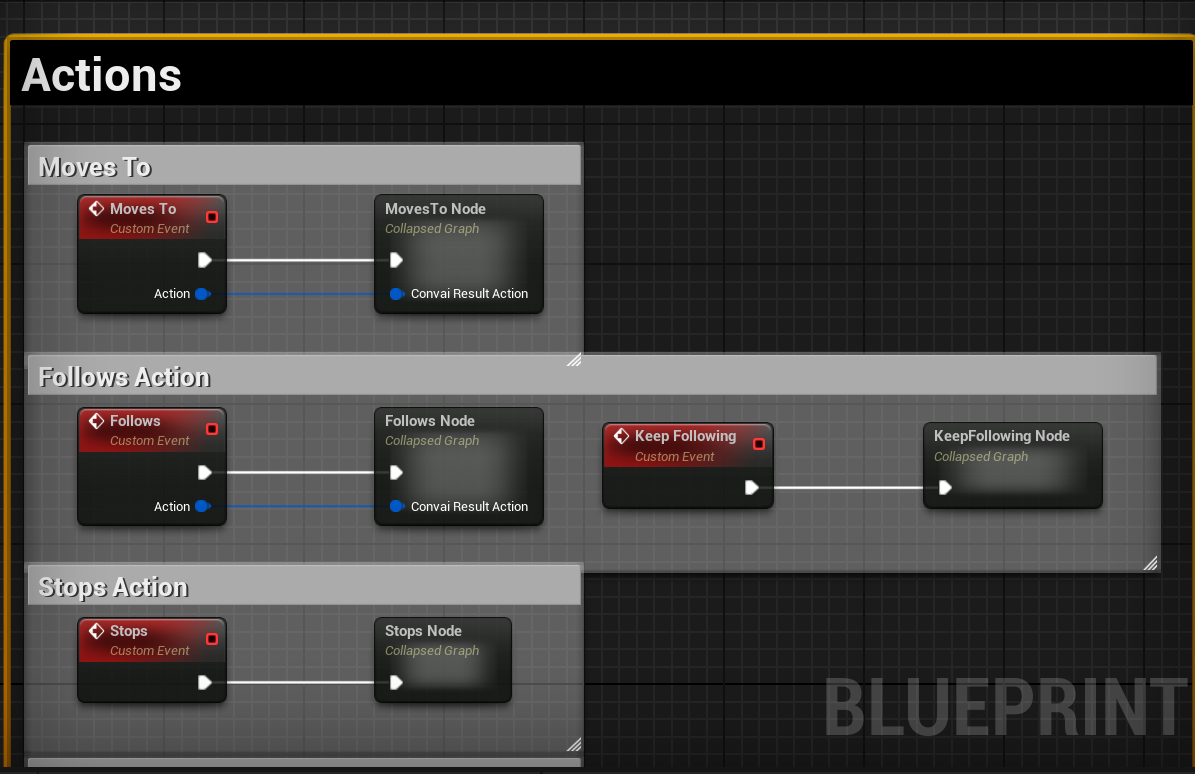 Actions
Moves To
Moves To
Custom Event
Action
MovesTo Node
Collapsed Graph
Convai Result Action
Follows Action
Follows
Custom Event
Action
Follows Node
Collapsed Graph
Convai Result Action
Keep Following
Custom Event
KeepFollowing Node
Collapsed Graph
Stops Action
Stops
Custom Event
Stops Node
Collapsed Graph
BLUEPRINT